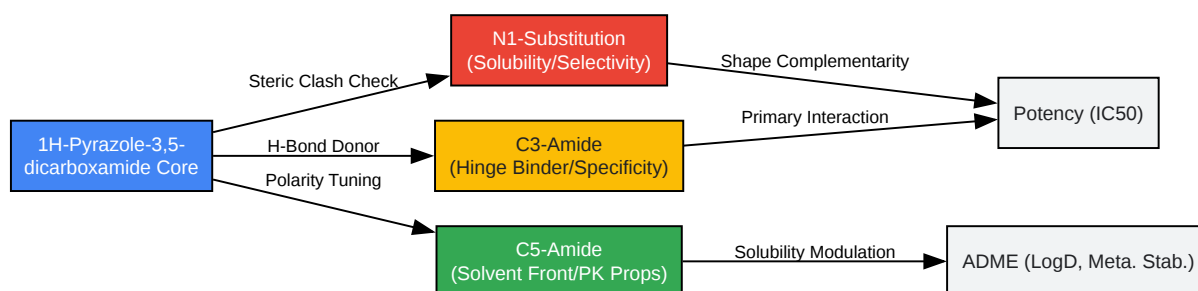 N1-Substitution
(Solubility/Selectivity)
Shape Complementarity
Steric Clash Check
Potency (IC50)
Primary Interaction
1H-Pyrazole-3,5-
dicarboxamide Core
H-Bond Donor
C3-Amide
(Hinge Binder/Specificity)
Polarity Tuning
C5-Amide
(Solvent Front/PK Props)
Solubility Modulation
ADME (LogD, Meta. Stab.)